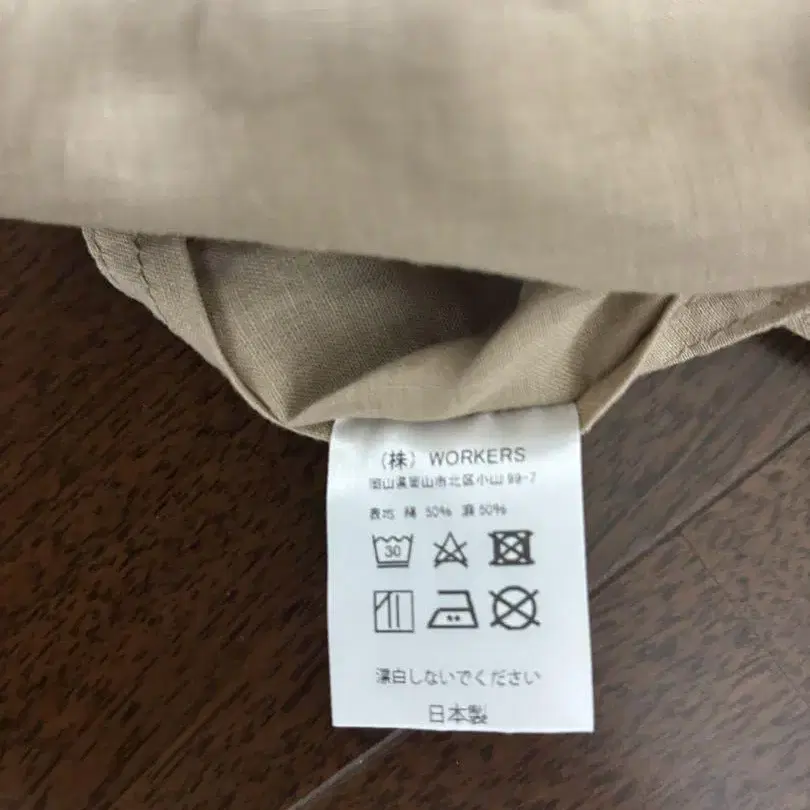 (株) WORKERS
岡山県岡山市北区小山 99-7
表地 綿 50% 麻 50%
30
漂白しないでください
日本製